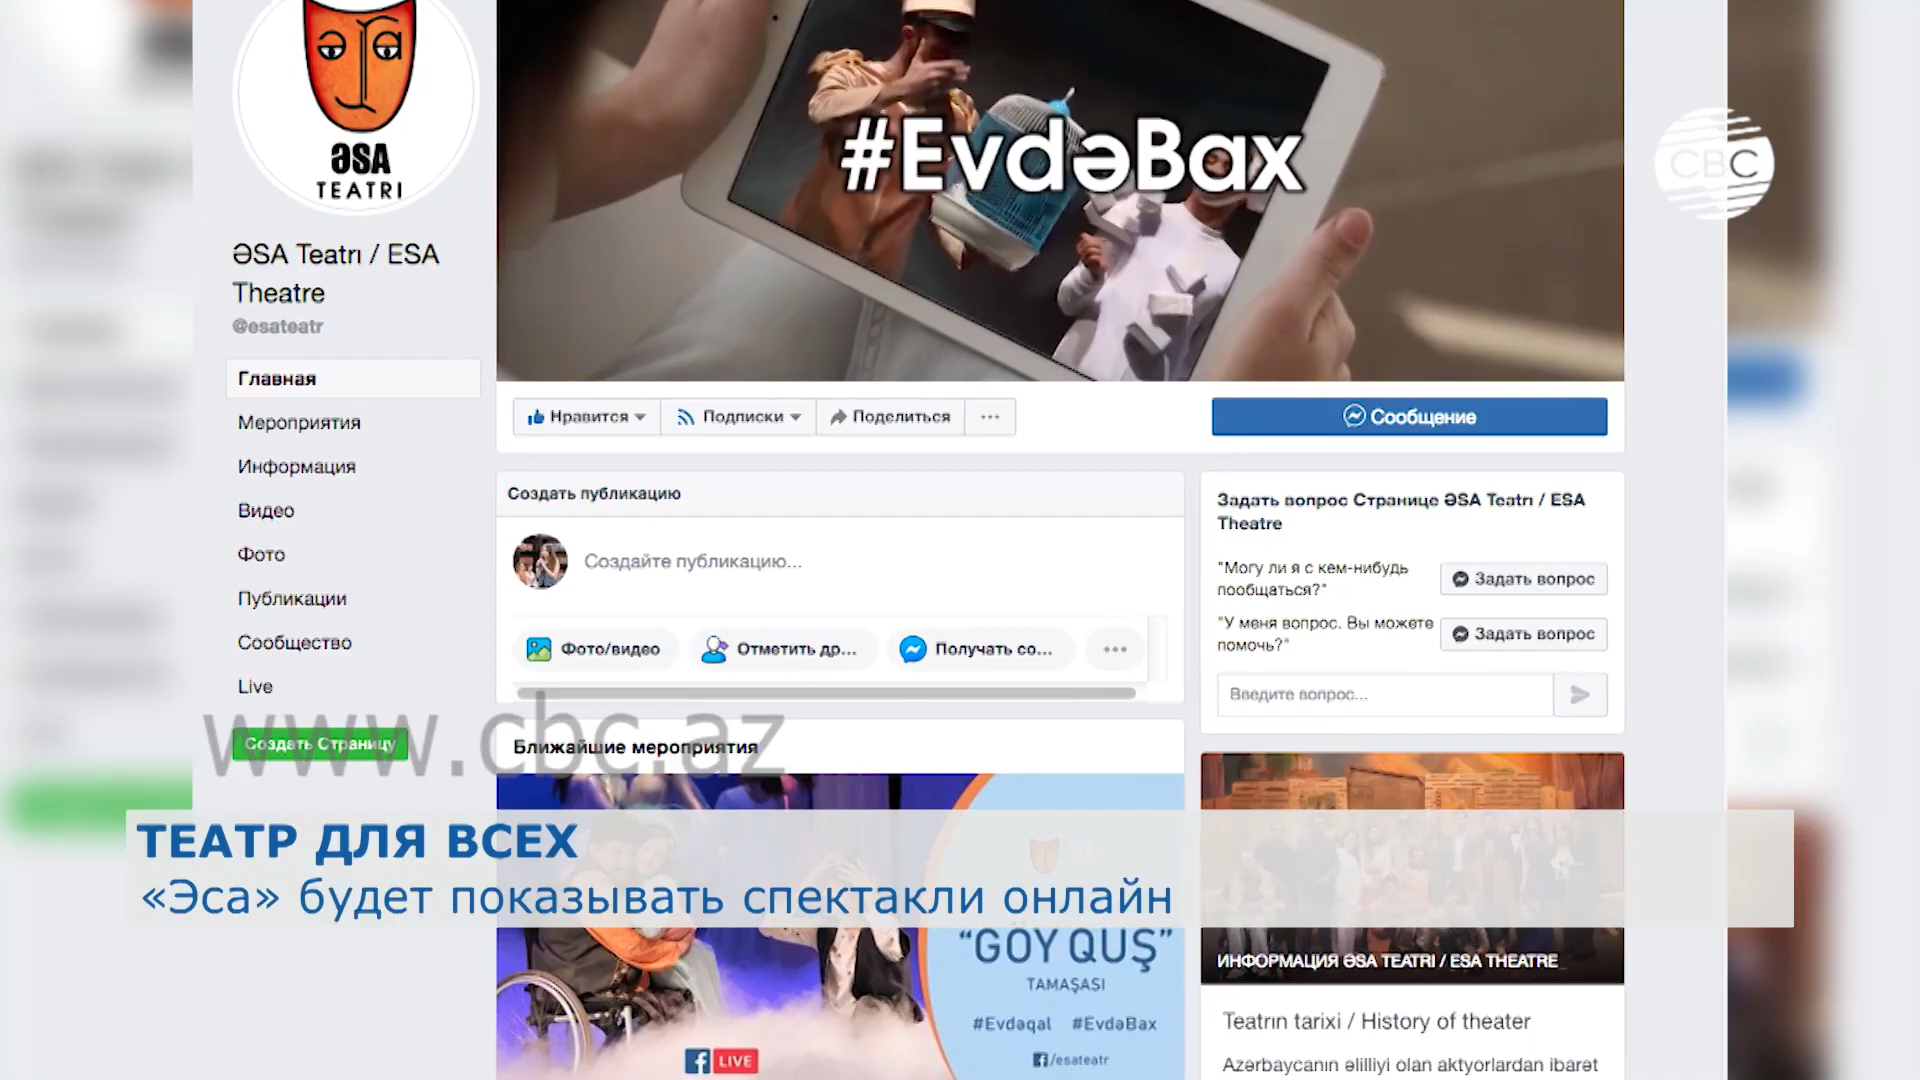 ƏSA
TEATRI
#EvdəBax
CBC
ƏSA Teatrı / ESA
Theatre
@esateatr
Главная
Мероприятия
Информация
Видео
Фото
Публикации
Сообщество
Live
Создать Страницу
Нравится
Подписки
Поделиться
Сообщение
Создать публикацию
Создайте публикацию...
Фото/видео
Отметить др...
Получать со...
Задать вопрос Странице ƏSA Teatrı / ESA
Theatre
"Могу ли я с кем-нибудь
пообщаться?"
Задать вопрос
"У меня вопрос. Вы можете
помочь?"
Задать вопрос
Введите вопрос...
www.cbc.az
Ближайшие мероприятия
ТЕАТР ДЛЯ ВСЕХ
«Эса» будет показывать спектакли онлайн
"GÖY QUŞ"
TAMAŞASI
#Evdəqal #EvdəBax
LIVE
/esateatr
ИНФОРМАЦИЯ ƏSA TEATRI / ESA THEATRE
Teatrın tarixi / History of theater
Azərbaycanın əlilliyi olan aktyorlardan ibarət